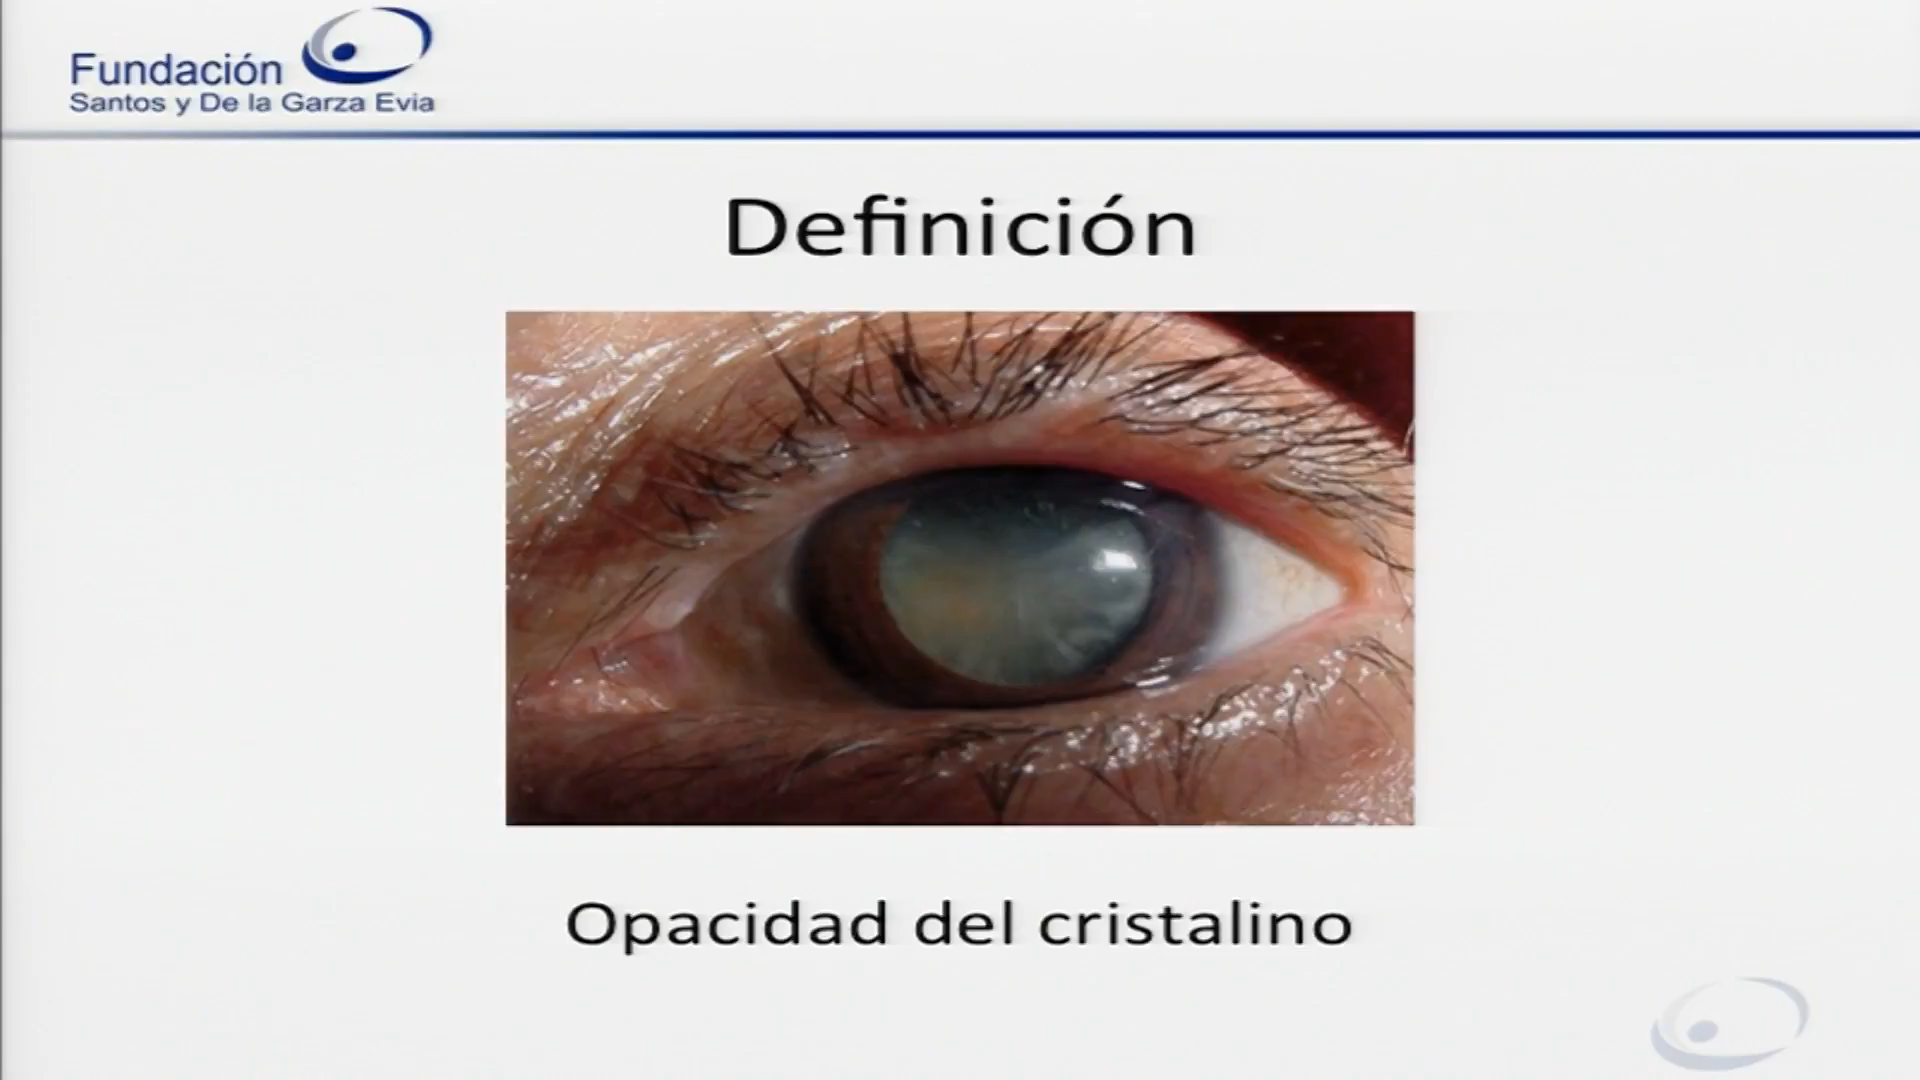 Fundación
Santos y De la Garza Evia
Definición
Opacidad del cristalino